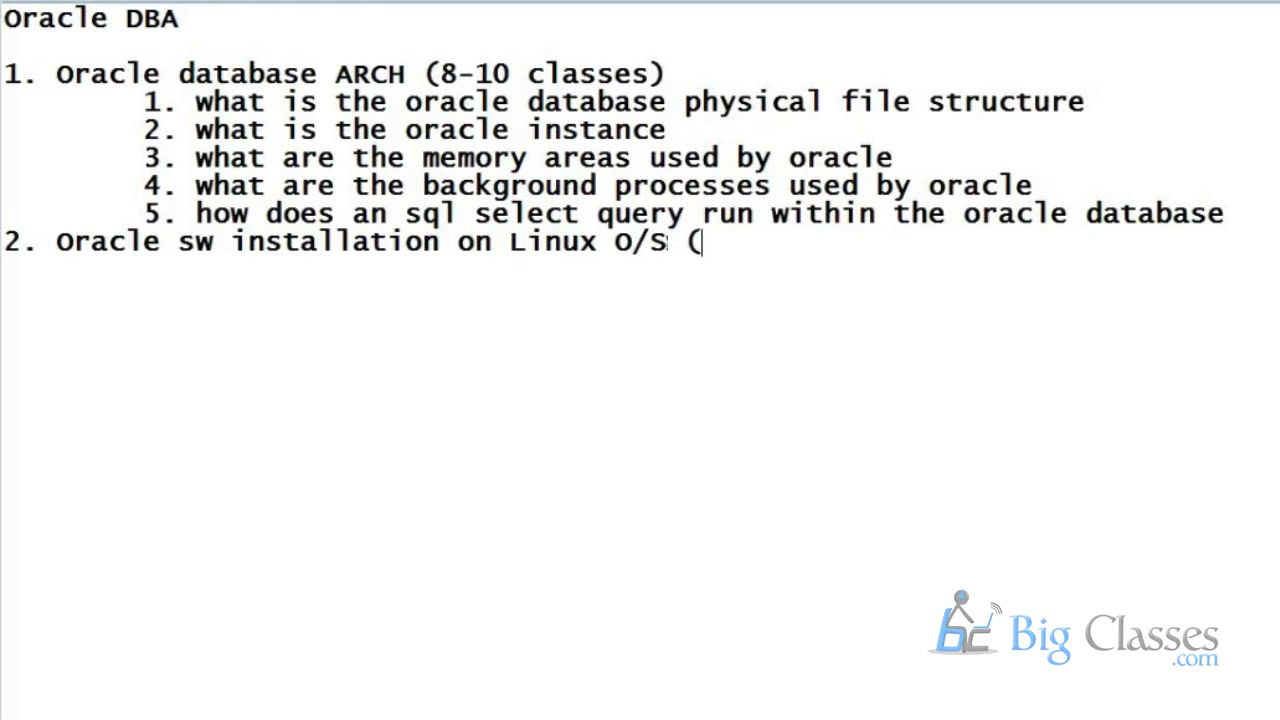 Oracle DBA
1. Oracle database ARCH (8-10 classes)
1. what is the oracle database physical file structure
2. what is the oracle instance
3. what are the memory areas used by oracle
4. what are the background processes used by oracle
5. how does an sql select query run within the oracle database
2. Oracle sw installation on Linux O/S (
bc Big Classes
.com